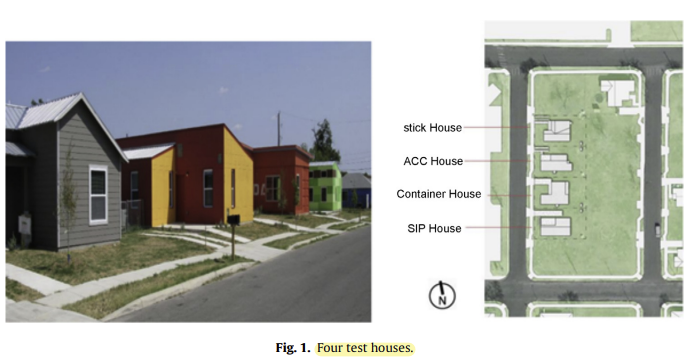 stick House
ACC House
Container House
SIP House
N
Fig. 1. Four test houses.